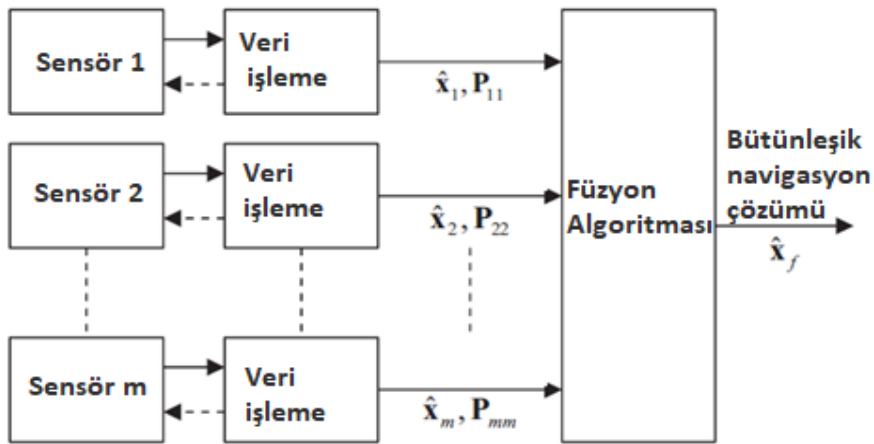 Sensör 1
Veri
işleme
x̂₁, P₁₁
Sensör 2
Veri
işleme
x̂₂, P₂₂
Füzyon
Algoritması
Bütünleşik
navigasyon
çözümü
x̂f
Sensör m
Veri
işleme
x̂ₘ, Pₘₘ